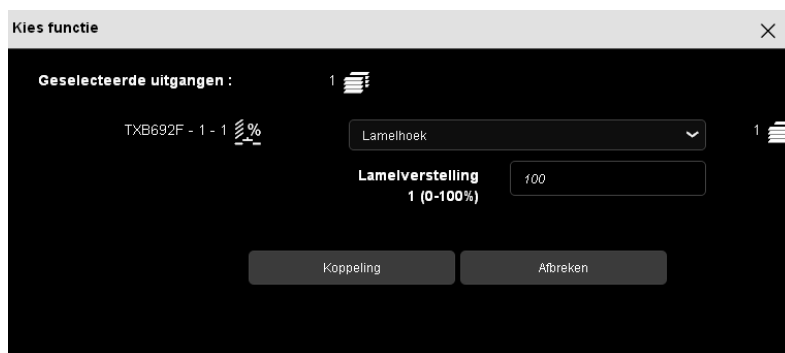 Kies functie
Geselecteerde uitgangen : 1
TXB692F - 1 - 1 % Lamelhoek 1
Lamelverstelling 100
1 (0-100%)
Koppeling Afbreken